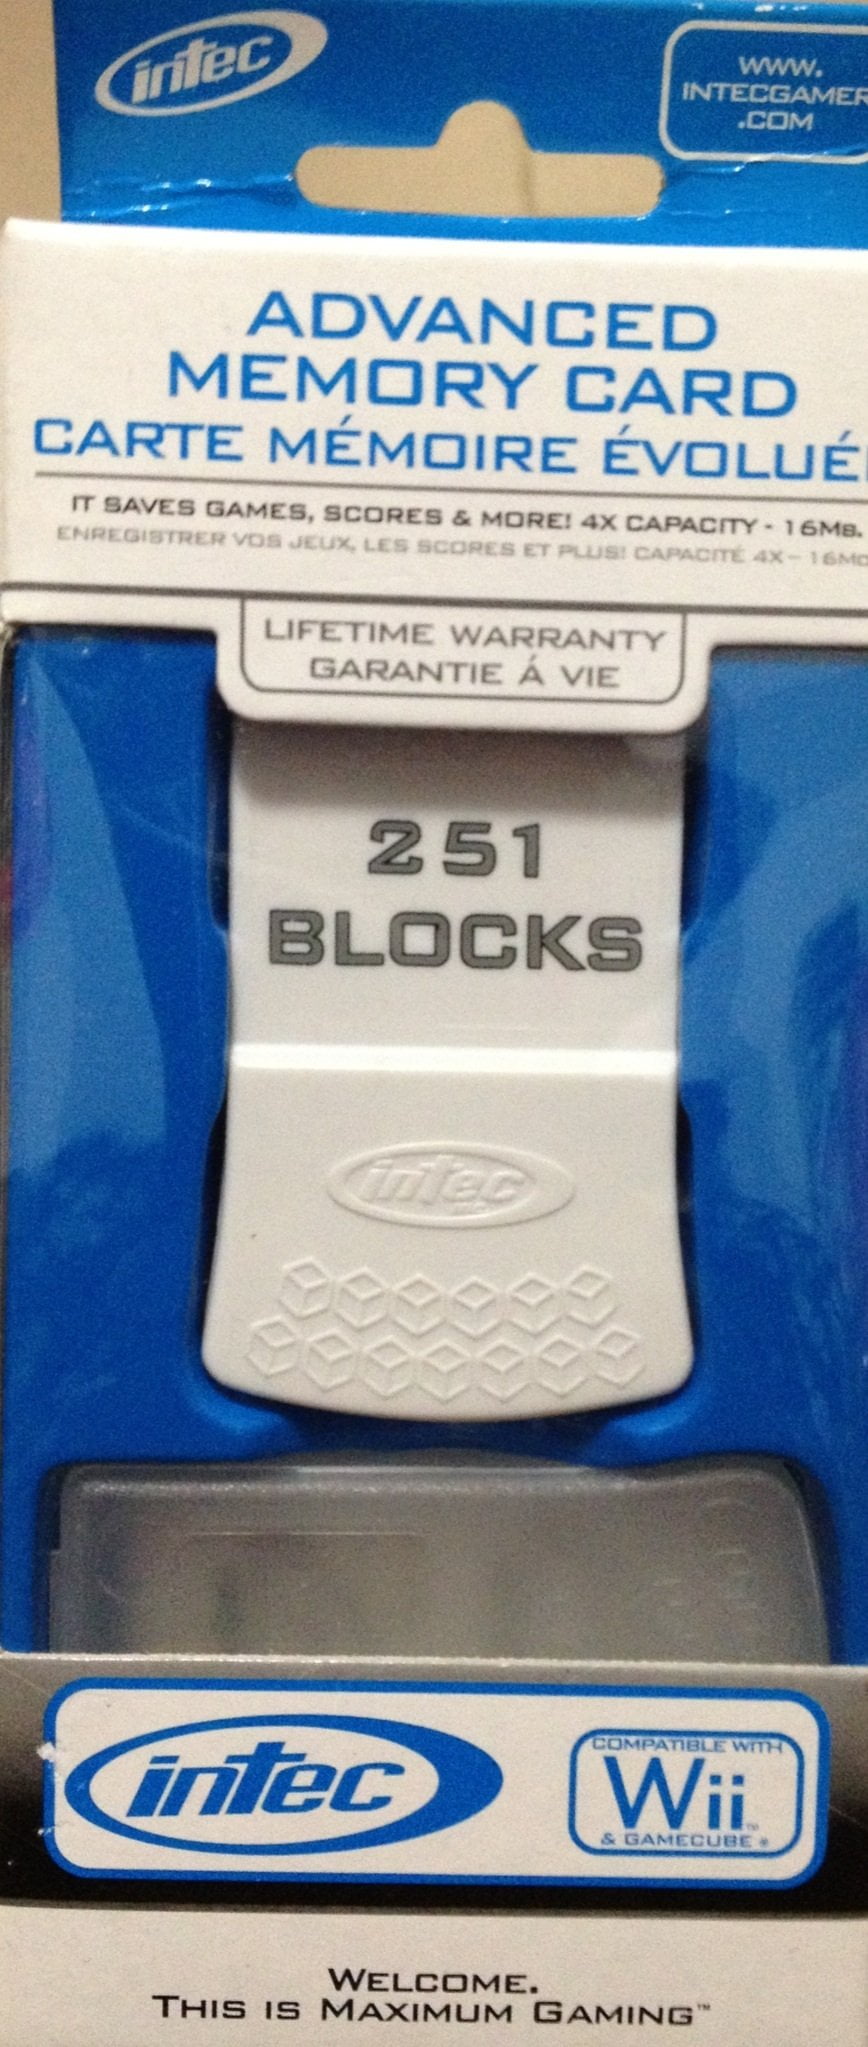 intec
WWW.
INTECGAMER
.COM
ADVANCED
MEMORY CARD
CARTE MÉMOIRE ÉVOLUÉ
IT SAVES GAMES, SCORES & MORE! 4X CAPACITY - 16MB.
ENREGISTRER VOS JEUX, LES SCORES ET PLUS! CAPACITÉ 4X - 16MO
LIFETIME WARRANTY
GARANTIE Á VIE
251
BLOCKS
intec
intec
COMPATIBLE WITH
Wii™
& GAMECUBE®
WELCOME.
THIS IS MAXIMUM GAMING™